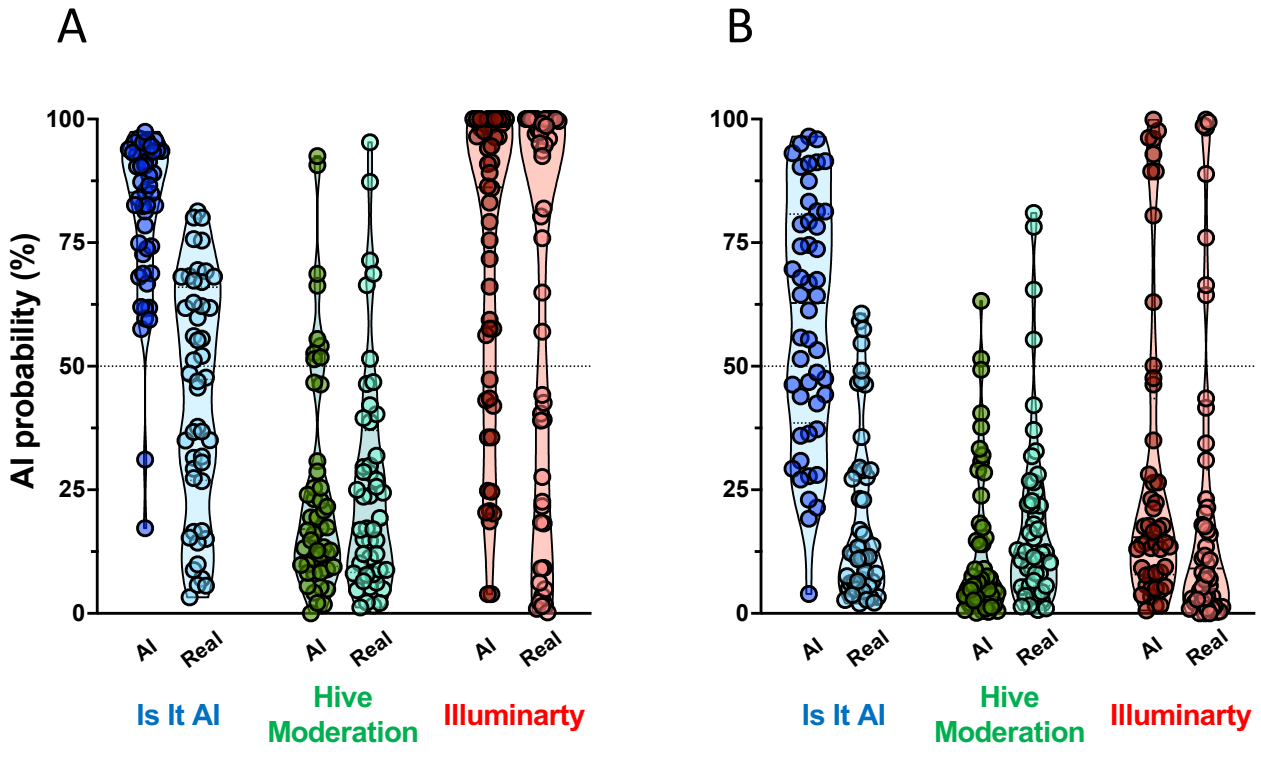 A
B
AI probability (%)
100
75
50
25
0
AI
Real
AI
Real
AI
Real
Is It AI
Hive
Moderation
Illuminarty
100
75
50
25
0
AI
Real
AI
Real
AI
Real
Is It AI
Hive
Moderation
Illuminarty